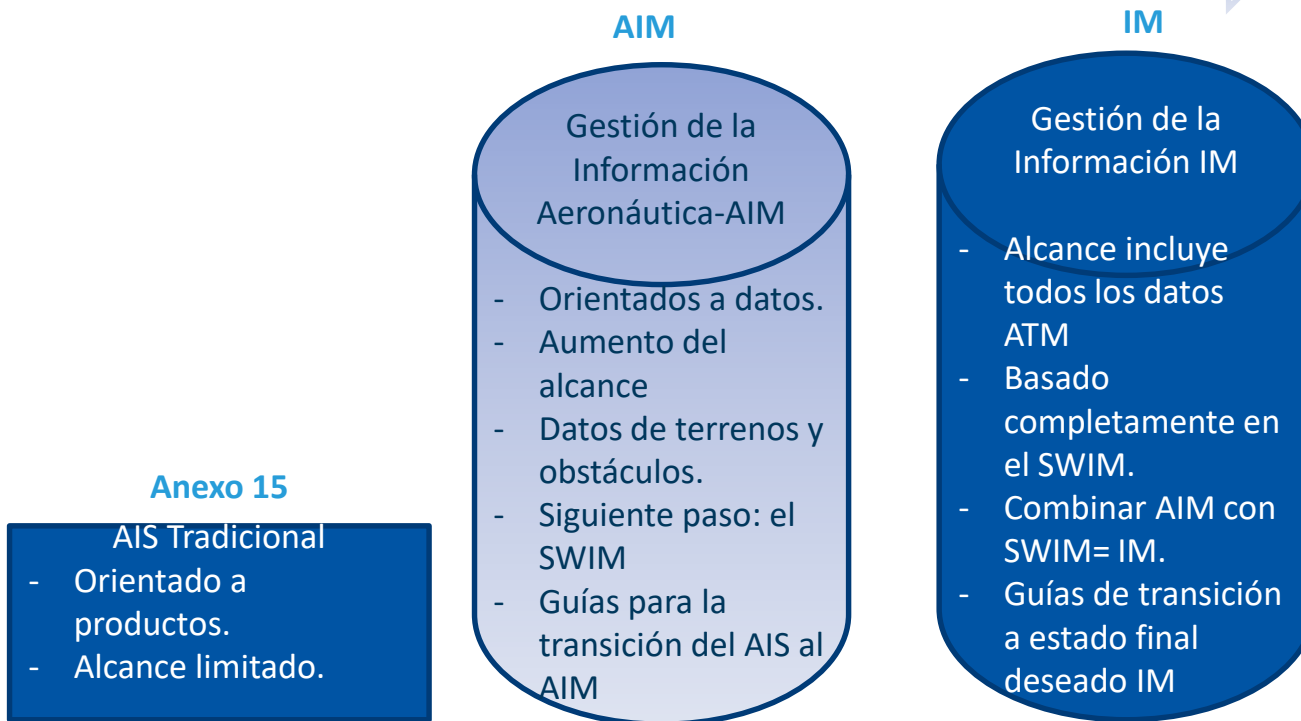 Anexo 15
AIS Tradicional
- Orientado a
productos.
- Alcance limitado.
AIM
Gestión de la
Información
Aeronáutica-AIM
- Orientados a datos.
- Aumento del
alcance
- Datos de terrenos y
obstáculos.
- Siguiente paso: el
SWIM
- Guías para la
transición del AIS al
AIM
IM
Gestión de la
Información IM
- Alcance incluye
todos los datos
ATM
- Basado
completamente en
el SWIM.
- Combinar AIM con
SWIM= IM.
- Guías de transición
a estado final
deseado IM